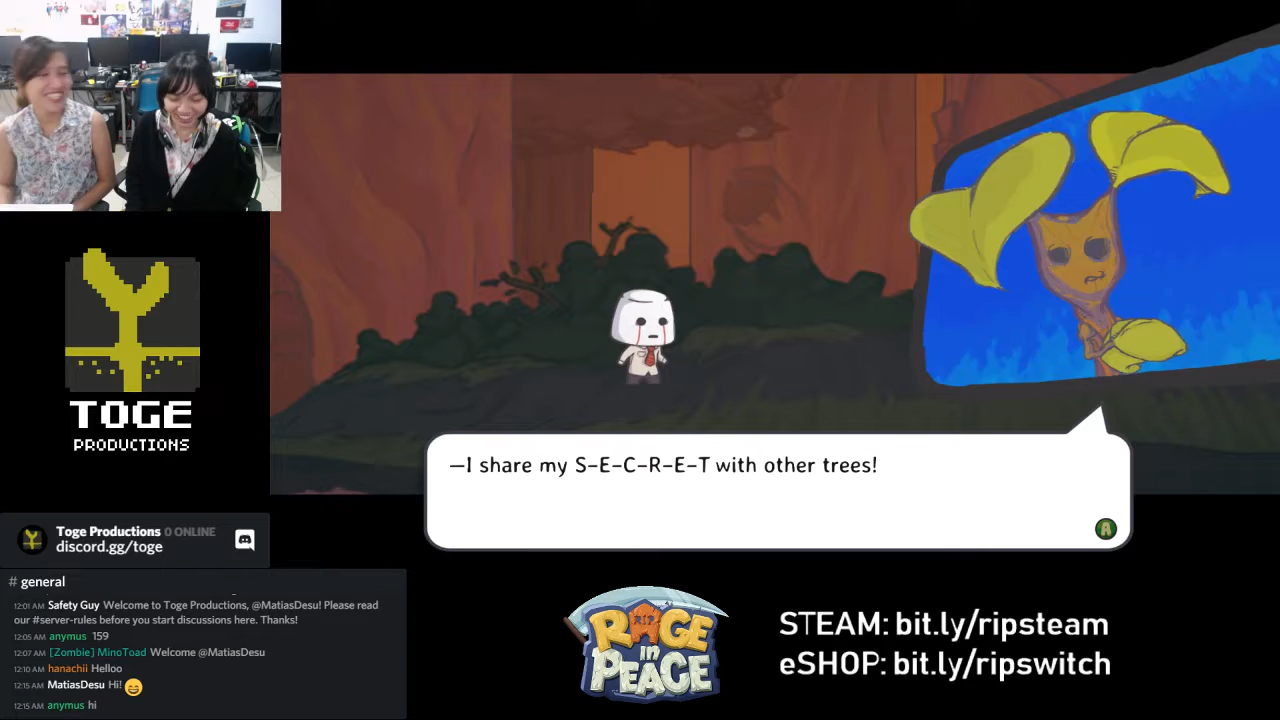 —I share my S-E-C-R-E-T with other trees!
A
TOGE
PRODUCTIONS
Toge Productions 0 ONLINE
discord.gg/toge
# general
12:01 AM Safety Guy Welcome to Toge Productions, @MatiasDesu! Please read
our #server-rules before you start discussions here. Thanks!
12:05 AM anymus 159
12:07 AM [Zombie] MinoToad Welcome @MatiasDesu
12:10 AM hanachii Helloo
12:15 AM MatiasDesu Hi! 😄
12:15 AM anymus hi
RIP
RAGE
in
PEACE
STEAM: bit.ly/ripsteam
eSHOP: bit.ly/ripswitch